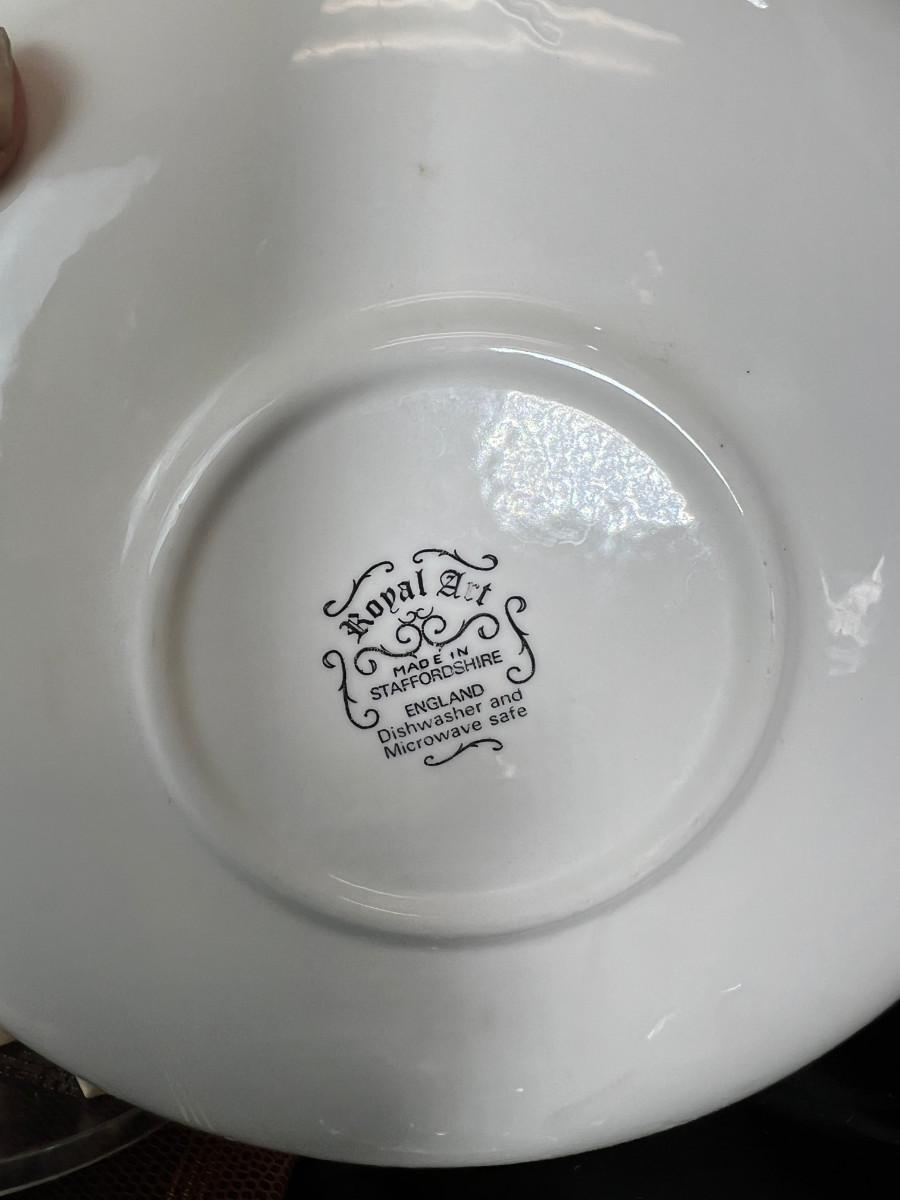 Royal Art
MADE IN
STAFFORDSHIRE
ENGLAND
Dishwasher and
Microwave safe